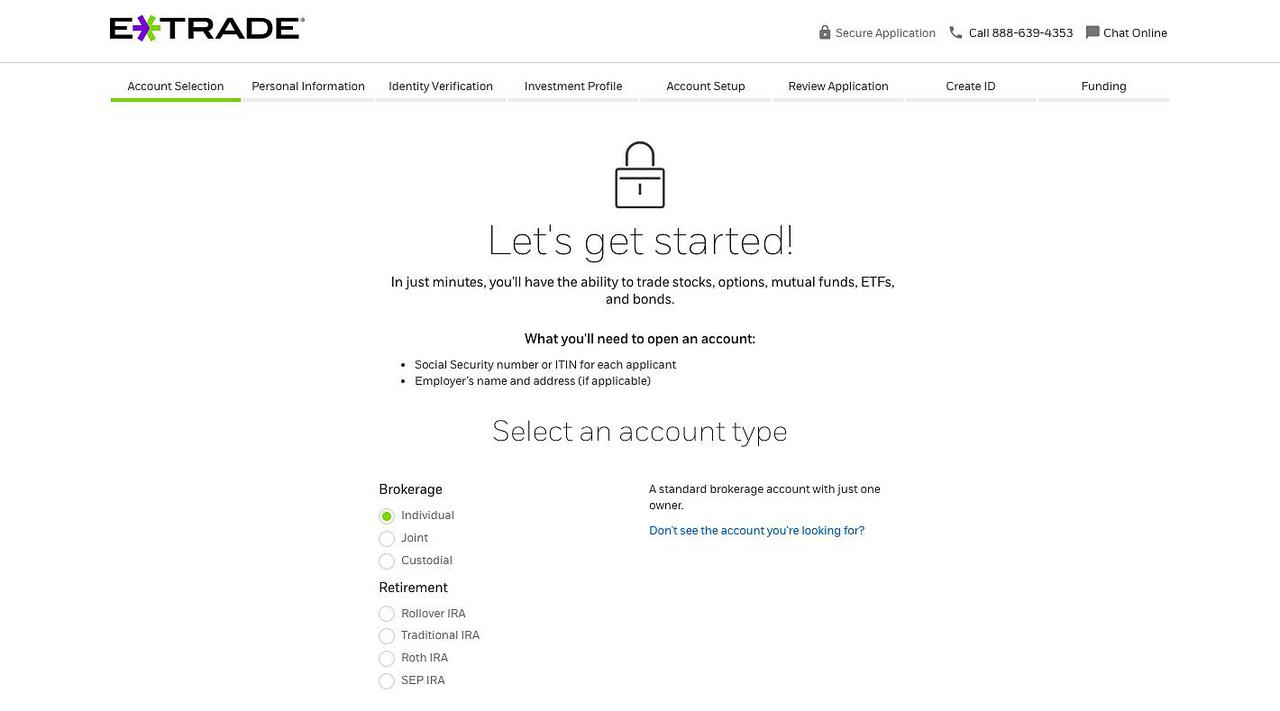 E*TRADE®
Secure Application
Call 888-639-4353
Chat Online
Account Selection
Personal Information
Identity Verification
Investment Profile
Account Setup
Review Application
Create ID
Funding
Let's get started!
In just minutes, you'll have the ability to trade stocks, options, mutual funds, ETFs,
and bonds.
What you'll need to open an account:
• Social Security number or ITIN for each applicant
• Employer's name and address (if applicable)
Select an account type
Brokerage
Individual
Joint
Custodial
Retirement
Rollover IRA
Traditional IRA
Roth IRA
SEP IRA
A standard brokerage account with just one
owner.
Don't see the account you're looking for?